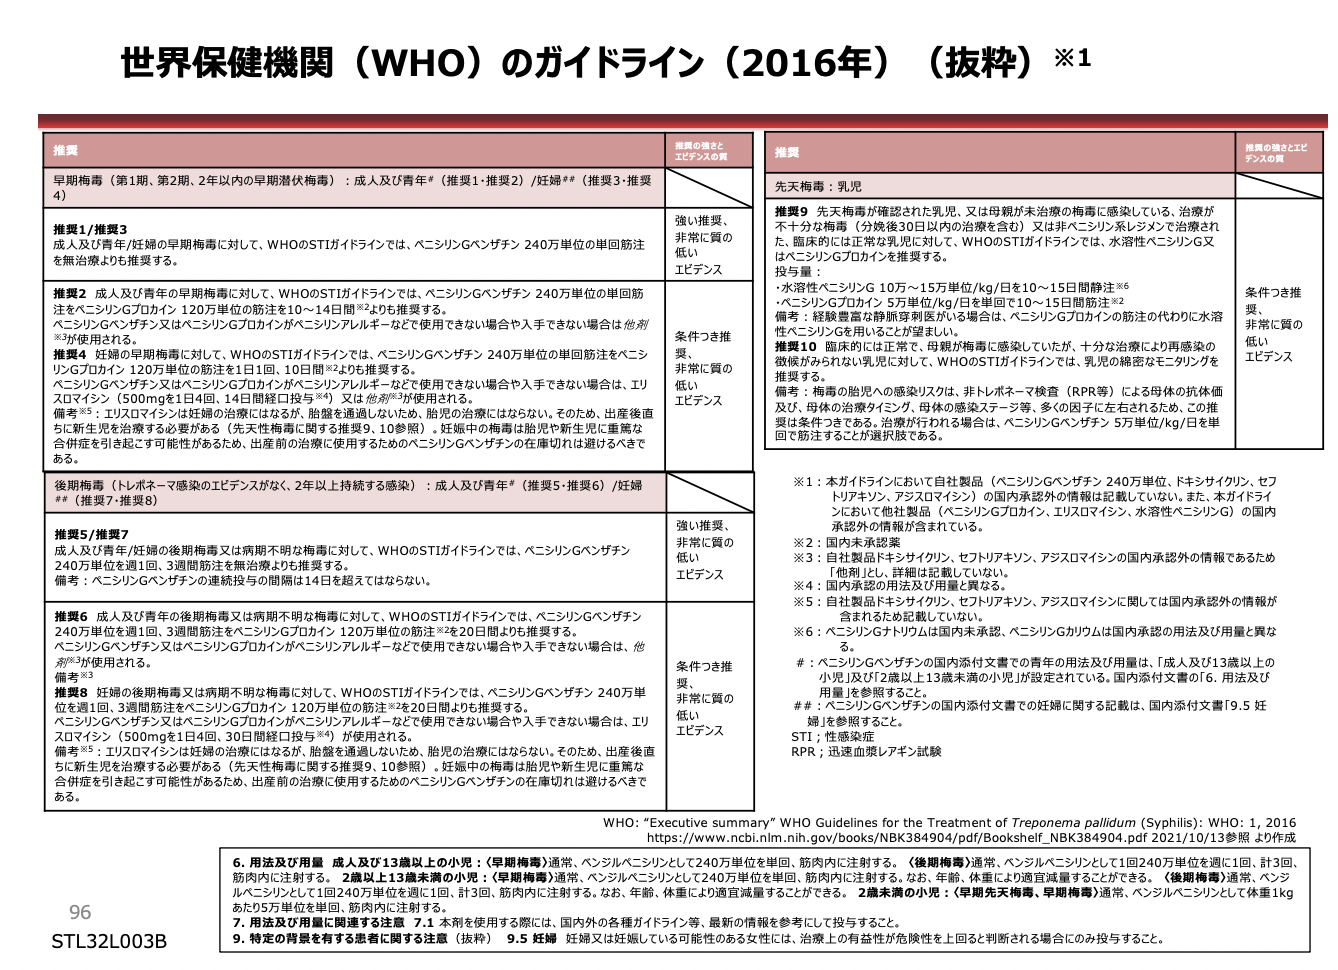 世界保健機関（WHO）のガイドライン（2016年）（抜粋）※1
推奨
推奨の強さと
エビデンスの質
早期梅毒（第1期、第2期、2年以内の早期潜伏梅毒）：成人及び青年#（推奨1・推奨2）/妊婦##（推奨3・推奨
4）
推奨1/推奨3
成人及び青年/妊婦の早期梅毒に対して、WHOのSTIガイドラインでは、ペニシリンGベンザチン 240万単位の単回筋注
を無治療よりも推奨する。
強い推奨、
非常に質の
低い
エビデンス
推奨2 成人及び青年の早期梅毒に対して、WHOのSTIガイドラインでは、ペニシリンGベンザチン 240万単位の単回筋
注をペニシリンGプロカイン 120万単位の筋注を10～14日間※2よりも推奨する。
ペニシリンGベンザチン又はペニシリンGプロカインがペニシリンアレルギーなどで使用できない場合や入手できない場合は他剤
※3が使用される。
推奨4 妊婦の早期梅毒に対して、WHOのSTIガイドラインでは、ペニシリンGベンザチン 240万単位の単回筋注をペニシ
リンGプロカイン 120万単位の筋注を1日1回、10日間※2よりも推奨する。
ペニシリンGベンザチン又はペニシリンGプロカインがペニシリンアレルギーなどで使用できない場合や入手できない場合は、エリ
スロマイシン（500mgを1日4回、14日間経口投与※4）又は他剤※3が使用される。
備考※5：エリスロマイシンは妊婦の治療にはなるが、胎盤を通過しないため、胎児の治療にはならない。そのため、出産後直
ちに新生児を治療する必要がある（先天性梅毒に関する推奨9、10参照）。妊娠中の梅毒は胎児や新生児に重篤な
合併症を引き起こす可能性があるため、出産前の治療に使用するためのペニシリンGベンザチンの在庫切れは避けるべきで
ある。
条件つき推
奨、
非常に質の
低い
エビデンス
後期梅毒（トレポネーマ感染のエビデンスがなく、2年以上持続する感染）：成人及び青年#（推奨5・推奨6）/妊婦
##（推奨7・推奨8）
推奨5/推奨7
成人及び青年/妊婦の後期梅毒又は病期不明な梅毒に対して、WHOのSTIガイドラインでは、ペニシリンGベンザチン
240万単位を週1回、3週間筋注を無治療よりも推奨する。
備考：ペニシリンGベンザチンの連続投与の間隔は14日を超えてはならない。
強い推奨、
非常に質の
低い
エビデンス
推奨6 成人及び青年の後期梅毒又は病期不明な梅毒に対して、WHOのSTIガイドラインでは、ペニシリンGベンザチン
240万単位を週1回、3週間筋注をペニシリンGプロカイン 120万単位の筋注※2を20日間よりも推奨する。
ペニシリンGベンザチン又はペニシリンGプロカインがペニシリンアレルギーなどで使用できない場合や入手できない場合は、他
剤※3が使用される。
備考※3
推奨8 妊婦の後期梅毒又は病期不明な梅毒に対して、WHOのSTIガイドラインでは、ペニシリンGベンザチン 240万単
位を週1回、3週間筋注をペニシリンGプロカイン 120万単位の筋注※2を20日間よりも推奨する。
ペニシリンGベンザチン又はペニシリンGプロカインがペニシリンアレルギーなどで使用できない場合や入手できない場合は、エリ
スロマイシン（500mgを1日4回、30日間経口投与※4）が使用される。
備考※5：エリスロマイシンは妊婦の治療にはなるが、胎盤を通過しないため、胎児の治療にはならない。そのため、出産後直
ちに新生児を治療する必要がある（先天性梅毒に関する推奨9、10参照）。妊娠中の梅毒は胎児や新生児に重篤な
合併症を引き起こす可能性があるため、出産前の治療に使用するためのペニシリンGベンザチンの在庫切れは避けるべきで
ある。
条件つき推
奨、
非常に質の
低い
エビデンス
推奨
推奨の強さとエビ
デンスの質
先天梅毒：乳児
推奨9 先天梅毒が確認された乳児、又は母親が未治療の梅毒に感染している、治療が
不十分な梅毒（分娩後30日以内の治療を含む）又は非ペニシリン系レジメンで治療され
た、臨床的には正常な乳児に対して、WHOのSTIガイドラインでは、水溶性ペニシリンG又
はペニシリンGプロカインを推奨する。
投与量：
・水溶性ペニシリンG 10万～15万単位/kg/日を10～15日間静注※6
・ペニシリンGプロカイン 5万単位/kg/日を単回で10～15日間筋注※2
備考：経験豊富な静脈穿刺医がいる場合は、ペニシリンGプロカインの筋注の代わりに水溶
性ペニシリンGを用いることが望ましい。
推奨10 臨床的には正常で、母親が梅毒に感染していたが、十分な治療により再感染の
徴候がみられない乳児に対して、WHOのSTIガイドラインでは、乳児の綿密なモニタリングを
推奨する。
備考：梅毒の胎児への感染リスクは、非トレポネーマ検査（RPR等）による母体の抗体価
及び、母体の治療タイミング、母体の感染ステージ等、多くの因子に左右されるため、この推
奨は条件つきである。治療が行われる場合は、ペニシリンGベンザチン 5万単位/kg/日を単
回で筋注することが選択肢である。
条件つき推
奨、
非常に質の
低い
エビデンス
※1：本ガイドラインにおいて自社製品（ペニシリンGベンザチン 240万単位、ドキシサイクリン、セフ
トリアキソン、アジスロマイシン）の国内承認外の情報は記載していない。また、本ガイドライ
ンにおいて他社製品（ペニシリンGプロカイン、エリスロマイシン、水溶性ペニシリンG）の国内
承認外の情報が含まれている。
※2：国内未承認薬
※3：自社製品ドキシサイクリン、セフトリアキソン、アジスロマイシンの国内承認外の情報であるため
「他剤」とし、詳細は記載していない。
※4：国内承認の用法及び用量と異なる。
※5：自社製品ドキシサイクリン、セフトリアキソン、アジスロマイシンに関しては国内承認外の情報が
含まれるため記載していない。
※6：ペニシリンGナトリウムは国内未承認、ペニシリンGカリウムは国内承認の用法及び用量と異な
る。
#：ペニシリンGベンザチンの国内添付文書での青年の用法及び用量は、「成人及び13歳以上の
小児」及び「2歳以上13歳未満の小児」が設定されている。国内添付文書の「6. 用法及び
用量」を参照すること。
##：ペニシリンGベンザチンの国内添付文書での妊婦に関する記載は、国内添付文書「9.5 妊
婦」を参照すること。
STI；性感染症
RPR；迅速血漿レアギン試験
WHO: “Executive summary” WHO Guidelines for the Treatment of Treponema pallidum (Syphilis): WHO: 1, 2016
https://www.ncbi.nlm.nih.gov/books/NBK384904/pdf/Bookshelf_NBK384904.pdf 2021/10/13参照 より作成
6. 用法及び用量 成人及び13歳以上の小児：〈早期梅毒〉通常、ベンジルペニシリンとして240万単位を単回、筋肉内に注射する。〈後期梅毒〉通常、ベンジルペニシリンとして1回240万単位を週に1回、計3回、
筋肉内に注射する。 2歳以上13歳未満の小児：〈早期梅毒〉通常、ベンジルペニシリンとして240万単位を単回、筋肉内に注射する。なお、年齢、体重により適宜減量することができる。〈後期梅毒〉通常、ベンジ
ルペニシリンとして1回240万単位を週に1回、計3回、筋肉内に注射する。なお、年齢、体重により適宜減量することができる。 2歳未満の小児：〈早期先天梅毒、早期梅毒〉通常、ベンジルペニシリンとして体重1kg
あたり5万単位を単回、筋肉内に注射する。
7. 用法及び用量に関連する注意 7.1 本剤を使用する際には、国内外の各種ガイドライン等、最新の情報を参考にして投与すること。
9. 特定の背景を有する患者に関する注意（抜粋） 9.5 妊婦 妊婦又は妊娠している可能性のある女性には、治療上の有益性が危険性を上回ると判断される場合にのみ投与すること。
96
STL32L003B